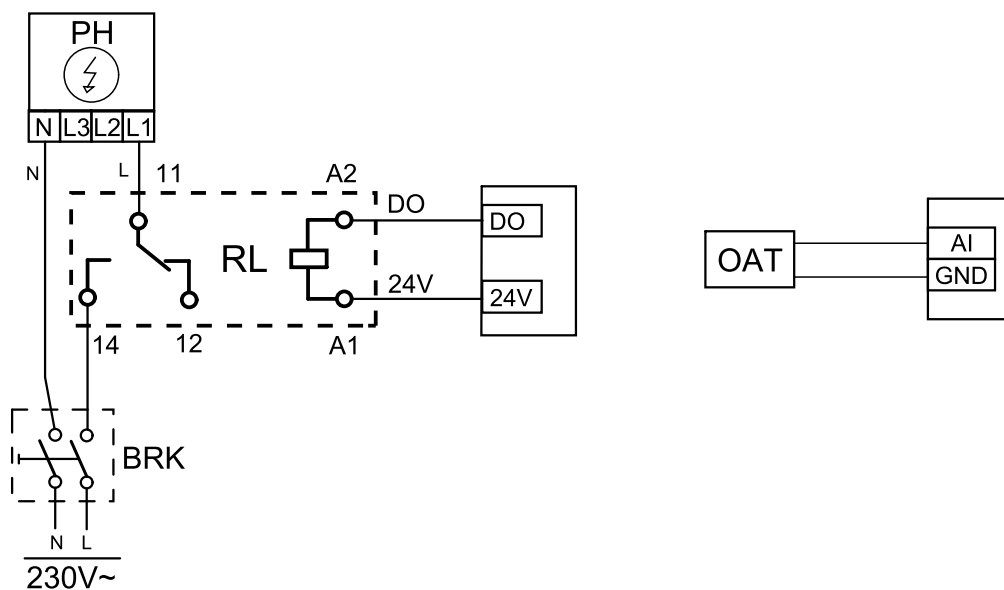 PH
N L3 L2 L1
N L 11 A2
DO DO
RL
OAT AI
GND
24V 24V
14 12 A1
BRK
N L
230V~